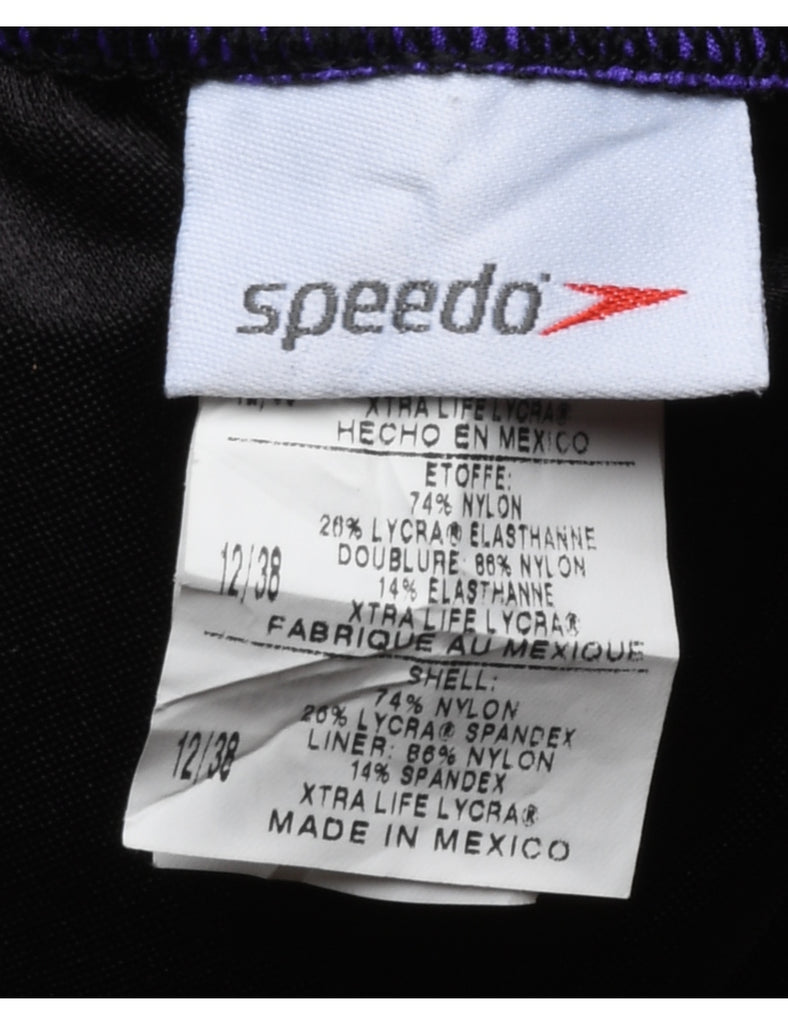 speedo
XTRA LIFE LYCRA®
HECHO EN MEXICO
ETOFFE:
74% NYLON
26% LYCRA® ELASTHANNE
DOUBLURE: 86% NYLON
12/38
14% ELASTHANNE
XTRA LIFE LYCRA®
FABRIQUE AU MEXIQUE
SHELL:
74% NYLON
26% LYCRA® SPANDEX
LINER: 86% NYLON
12/38
14% SPANDEX
XTRA LIFE LYCRA®
MADE IN MEXICO